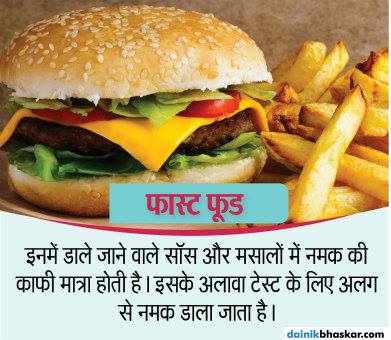 फास्ट फूड
इनमें डाले जाने वाले सॉस और मसालों में नमक की
काफी मात्रा होती है। इसके अलावा टेस्ट के लिए अलग
से नमक डाला जाता है।
dainikbhaskar.com